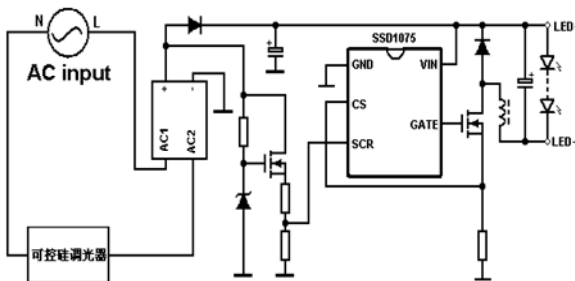 N
L
AC input
+
-
AC1
AC2
可控硅调光器
+
SSD1075
GND
VIN
CS
GATE
SCR
+
LED
LED-